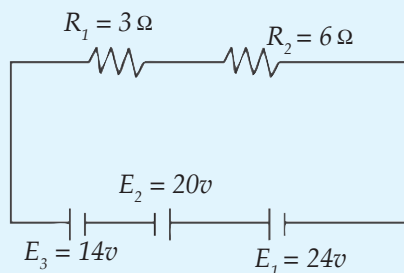 R₁ = 3 Ω
R₂ = 6 Ω
E₂ = 20v
E₃ = 14v
E₁ = 24v